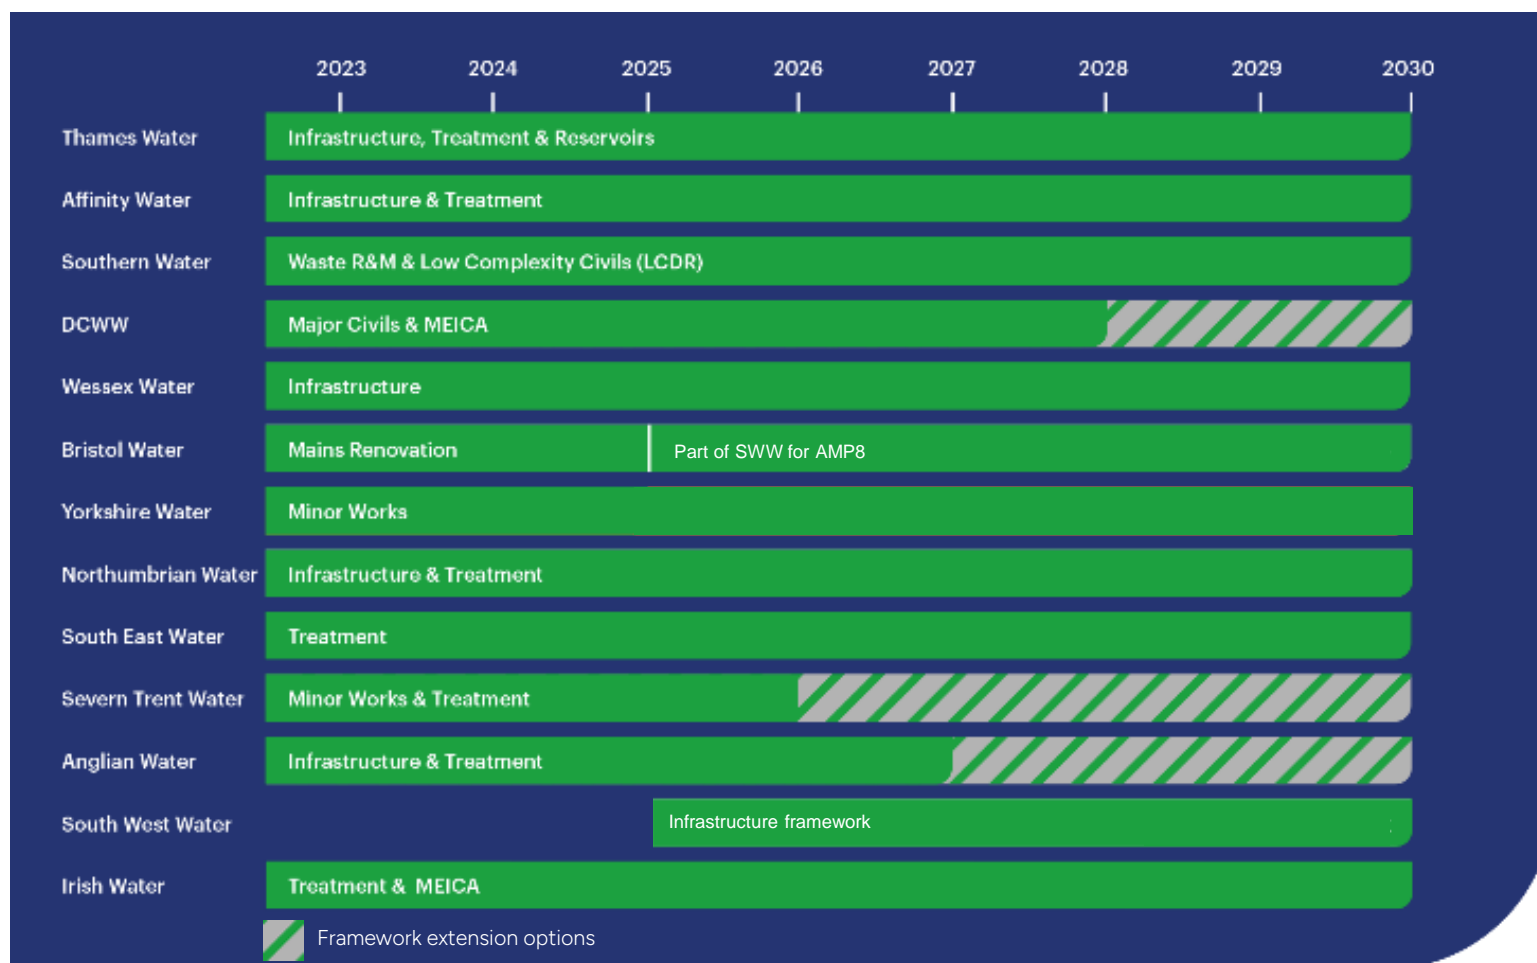 2023 2024 2025 2026 2027 2028 2029 2030
Thames Water Infrastructure, Treatment & Reservoirs
Affinity Water Infrastructure & Treatment
Southern Water Waste R&M & Low Complexity Civils (LCDR)
DCWW Major Civils & MEICA
Wessex Water Infrastructure
Bristol Water Mains Renovation Part of SWW for AMP8
Yorkshire Water Minor Works
Northumbrian Water Infrastructure & Treatment
South East Water Treatment
Severn Trent Water Minor Works & Treatment
Anglian Water Infrastructure & Treatment
South West Water Infrastructure framework
Irish Water Treatment & MEICA
Framework extension options